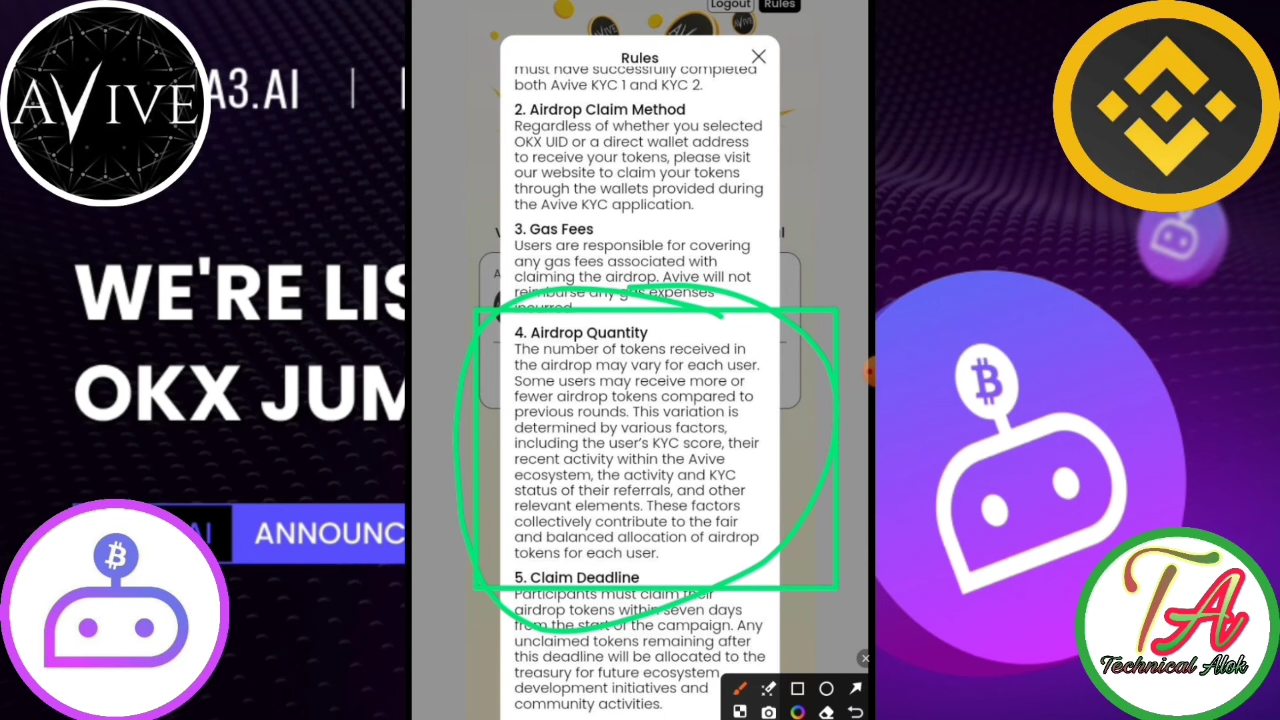 AVIVE
A3.AI |
WE'RE LIS
OKX JUM
AI ANNOUNC
Logout Rules
Rules
must have successfully completed
both Avive KYC 1 and KYC 2.
2. Airdrop Claim Method
Regardless of whether you selected
OKX UID or a direct wallet address
to receive your tokens, please visit
our website to claim your tokens
through the wallets provided during
the Avive KYC application.
3. Gas Fees
Users are responsible for covering
any gas fees associated with
claiming the airdrop. Avive will not
reimburse any gas expenses
incurred.
4. Airdrop Quantity
The number of tokens received in
the airdrop may vary for each user.
Some users may receive more or
fewer airdrop tokens compared to
previous rounds. This variation is
determined by various factors,
including the user's KYC score, their
recent activity within the Avive
ecosystem, the activity and KYC
status of their referrals, and other
relevant elements. These factors
collectively contribute to the fair
and balanced allocation of airdrop
tokens for each user.
5. Claim Deadline
Participants must claim their
airdrop tokens within seven days
from the start of the campaign. Any
unclaimed tokens remaining after
this deadline will be allocated to the
treasury for future ecosystem
development initiatives and
community activities.
TA
Technical Alok